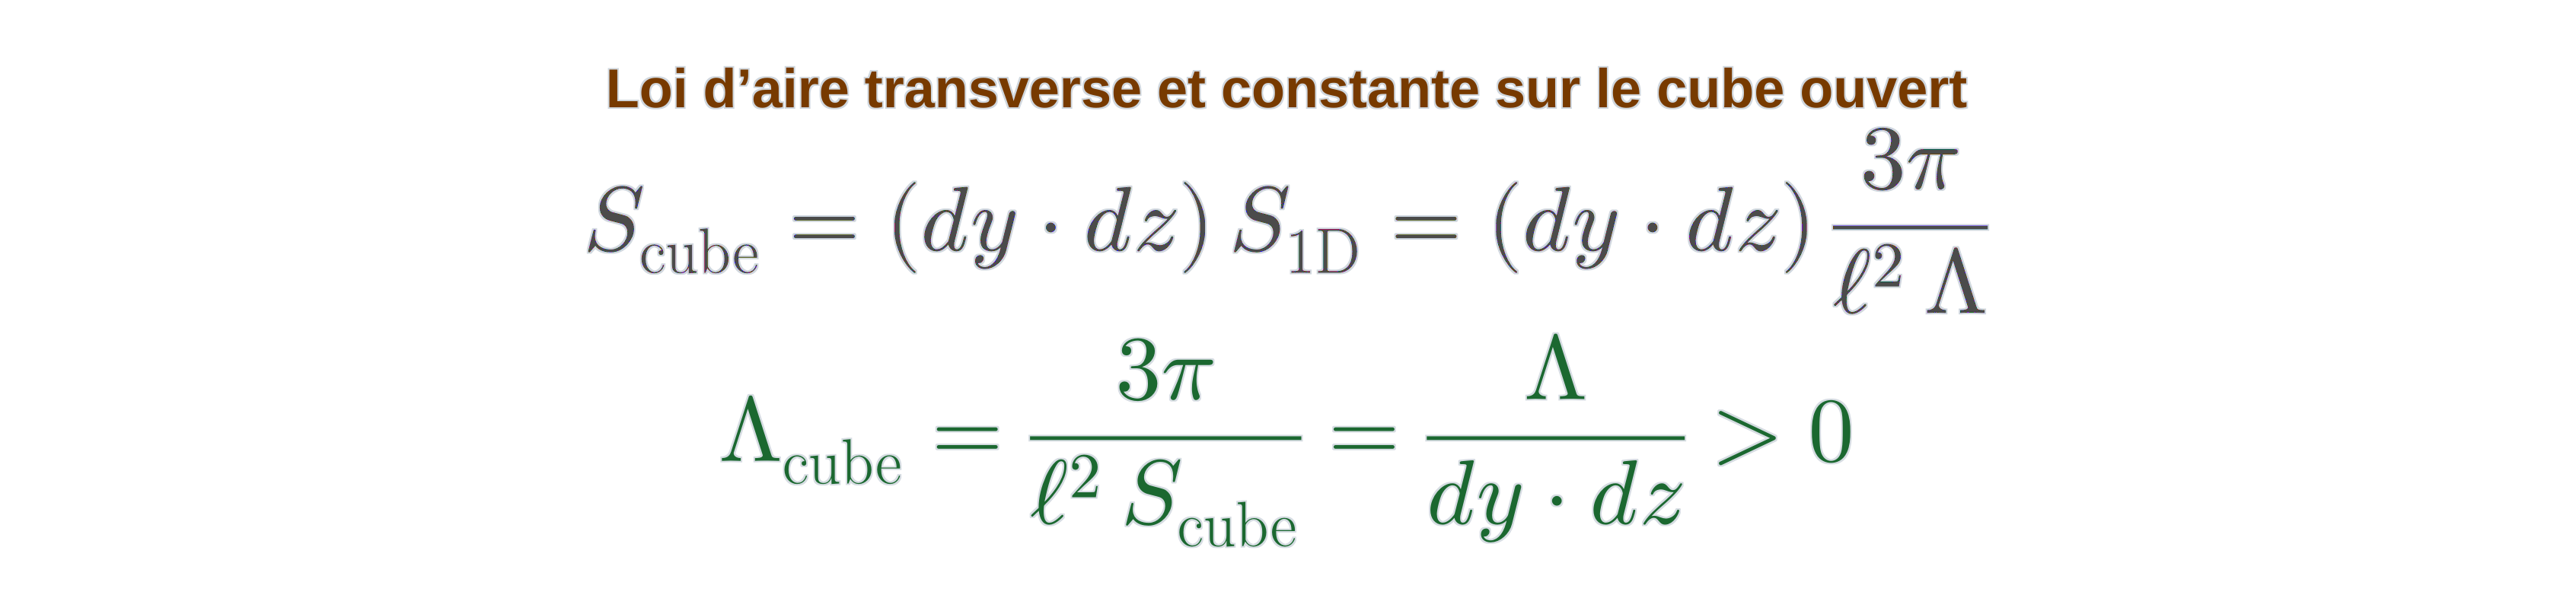 Loi d’aire transverse et constante sur le cube ouvert
S_cube = (dy · dz) S_1D = (dy · dz) 3π / ℓ² Λ
Λ_cube = 3π / ℓ² S_cube = Λ / dy · dz > 0